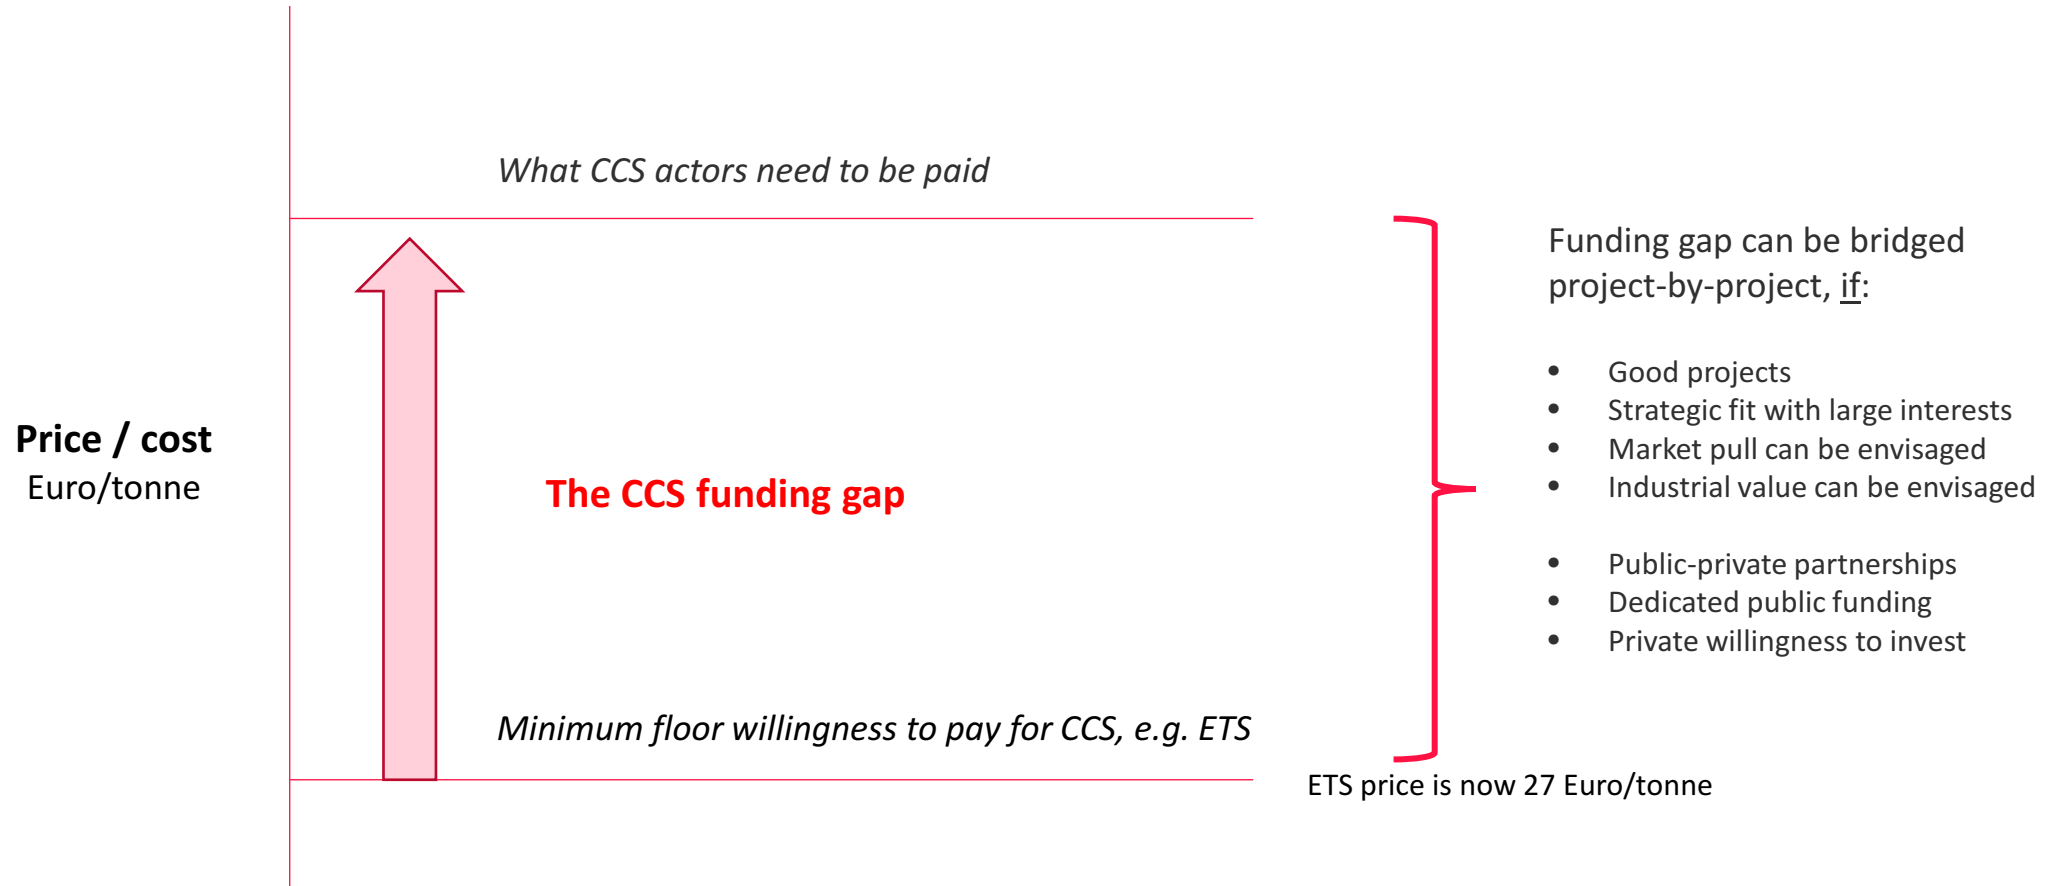 What CCS actors need to be paid
Price / cost
Euro/tonne
The CCS funding gap
Minimum floor willingness to pay for CCS, e.g. ETS
ETS price is now 27 Euro/tonne
Funding gap can be bridged
project-by-project, if:
• Good projects
• Strategic fit with large interests
• Market pull can be envisaged
• Industrial value can be envisaged
• Public-private partnerships
• Dedicated public funding
• Private willingness to invest